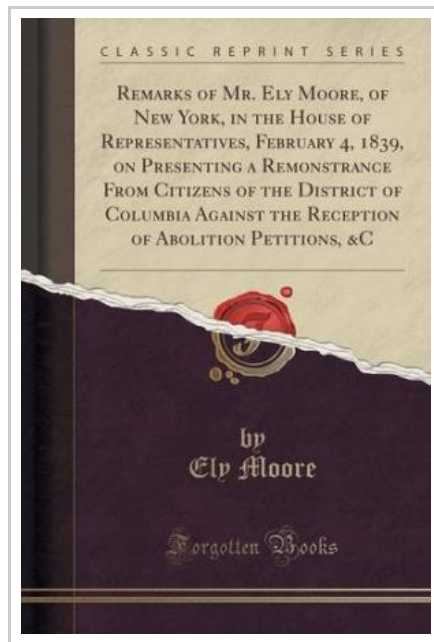 CLASSIC REPRINT SERIES
REMARKS OF MR. ELY MOORE, OF
NEW YORK, IN THE HOUSE OF
REPRESENTATIVES, FEBRUARY 4, 1839,
ON PRESENTING A REMONSTRANCE
FROM CITIZENS OF THE DISTRICT OF
COLUMBIA AGAINST THE RECEPTION
OF ABOLITION PETITIONS, &C
by
Ely Moore
Forgotten Books